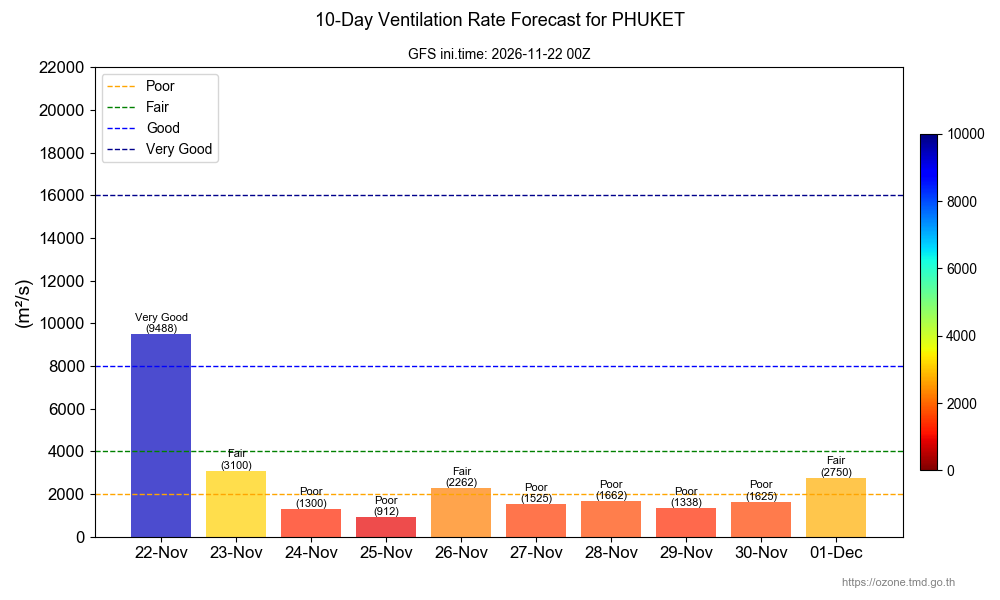 10-Day Ventilation Rate Forecast for PHUKET
GFS ini.time: 2026-11-22 00Z
22000
20000
18000
16000
14000
12000
10000
8000
6000
4000
2000
0
(m²/s)
Poor
Fair
Good
Very Good
Very Good
(9488)
Fair
(3100)
Poor
(1300)
Poor
(912)
Fair
(2262)
Poor
(1525)
Poor
(1662)
Poor
(1338)
Poor
(1625)
Fair
(2750)
22-Nov
23-Nov
24-Nov
25-Nov
26-Nov
27-Nov
28-Nov
29-Nov
30-Nov
01-Dec
10000
8000
6000
4000
2000
0
https://ozone.tmd.go.th